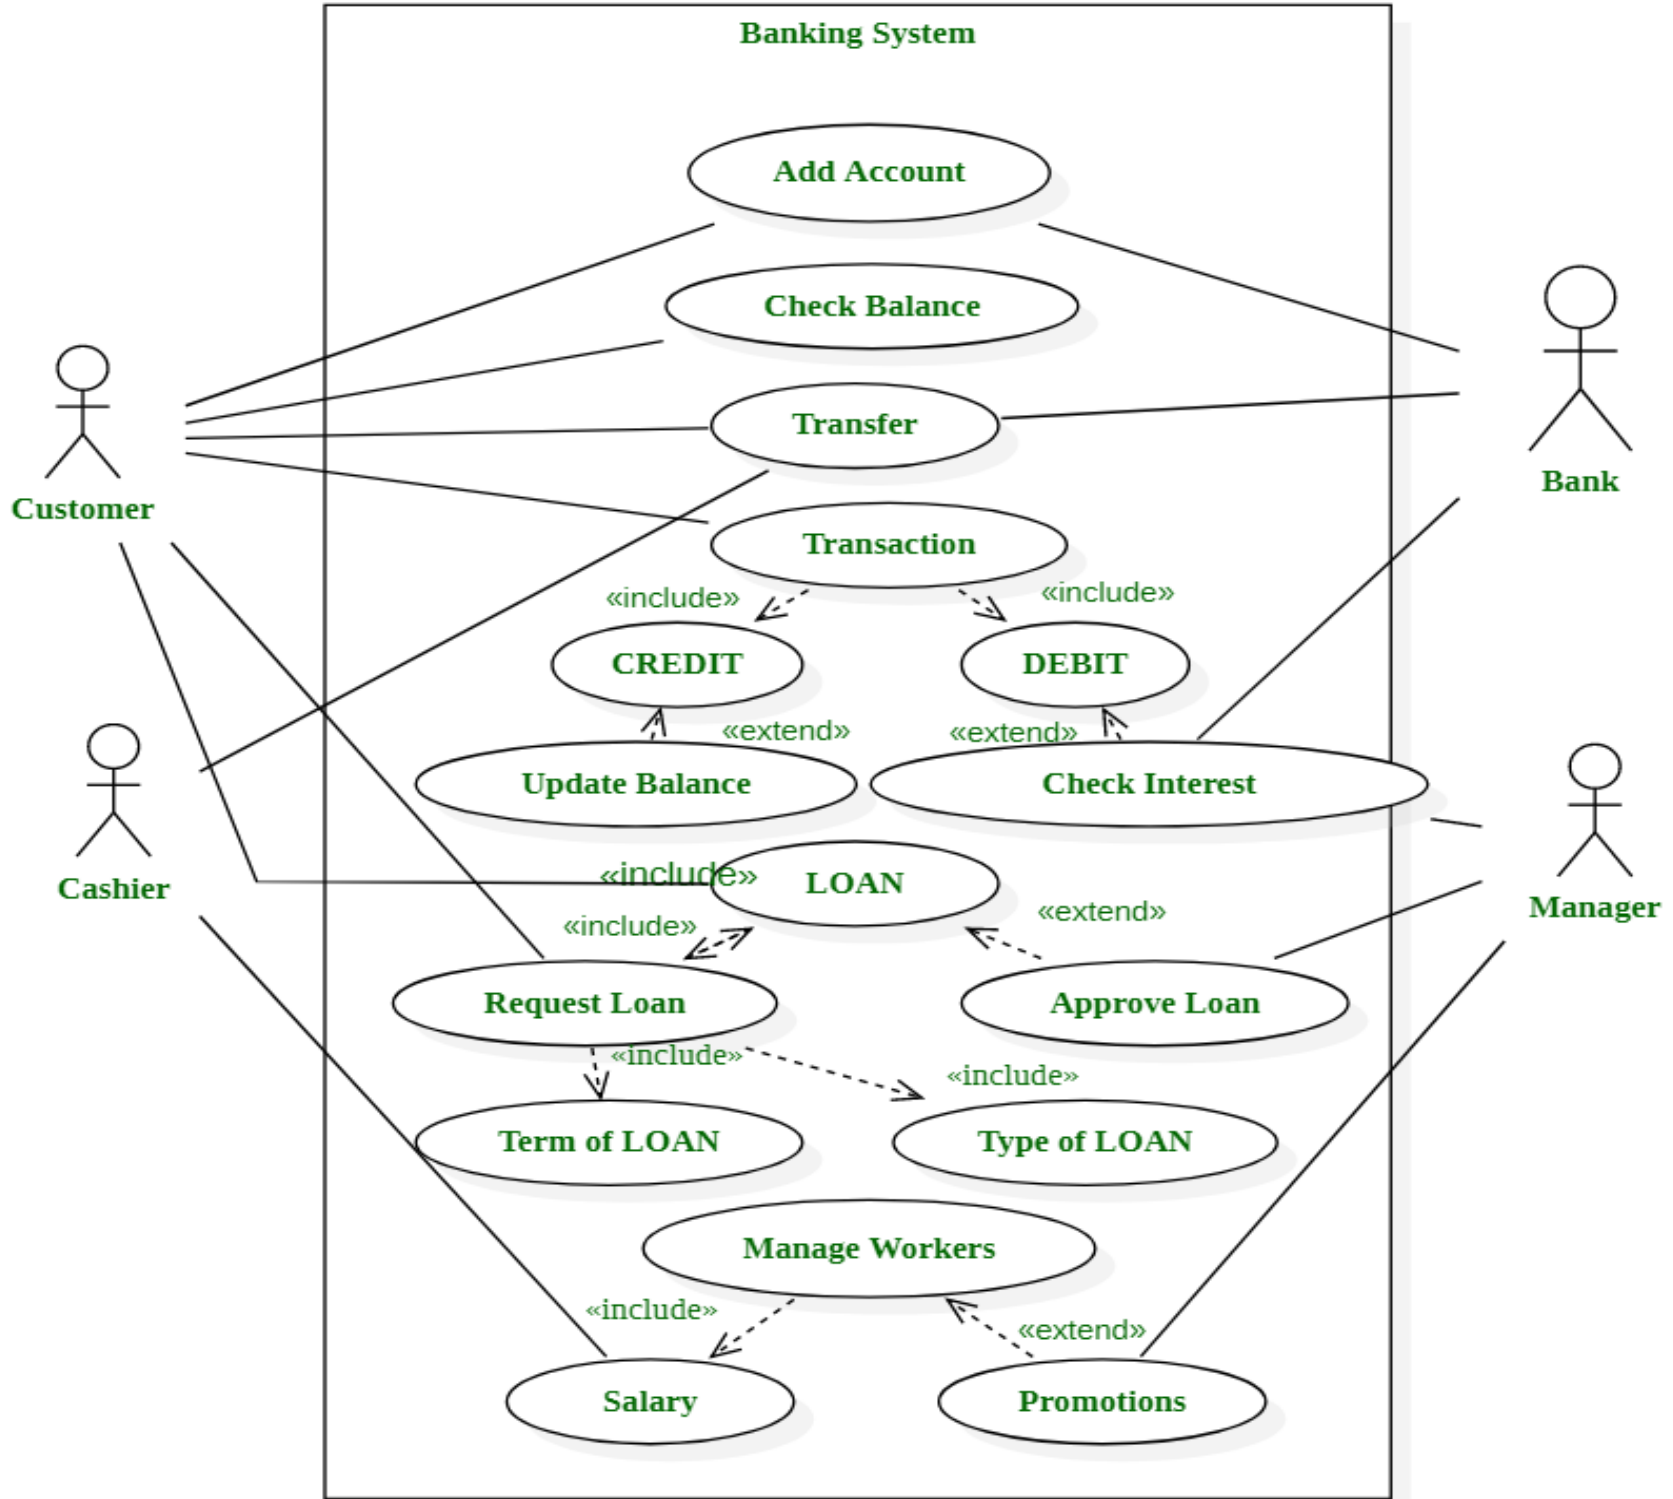 Banking System
Add Account
Check Balance
Transfer
Customer
Bank
Transaction
«include»
«include»
CREDIT
DEBIT
«extend»
«extend»
Update Balance
Check Interest
Cashier
Manager
«include»
LOAN
«include»
«extend»
Request Loan
Approve Loan
«include»
«include»
Term of LOAN
Type of LOAN
Manage Workers
«include»
«extend»
Salary
Promotions